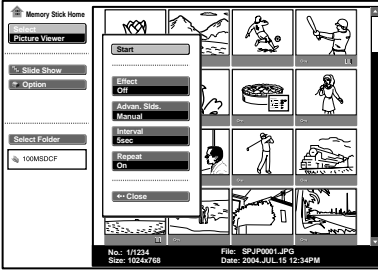 Memory Stick Home
Select
Picture Viewer
Slide Show
Option
Select Folder
100MSDCF
Start
Effect
Off
Advan. Slds.
Manual
Interval
5sec
Repeat
On
Close
No.: 1/1234
File: SPJP0001.JPG
Size: 1024x768
Date: 2004.JUL.15 12:34PM